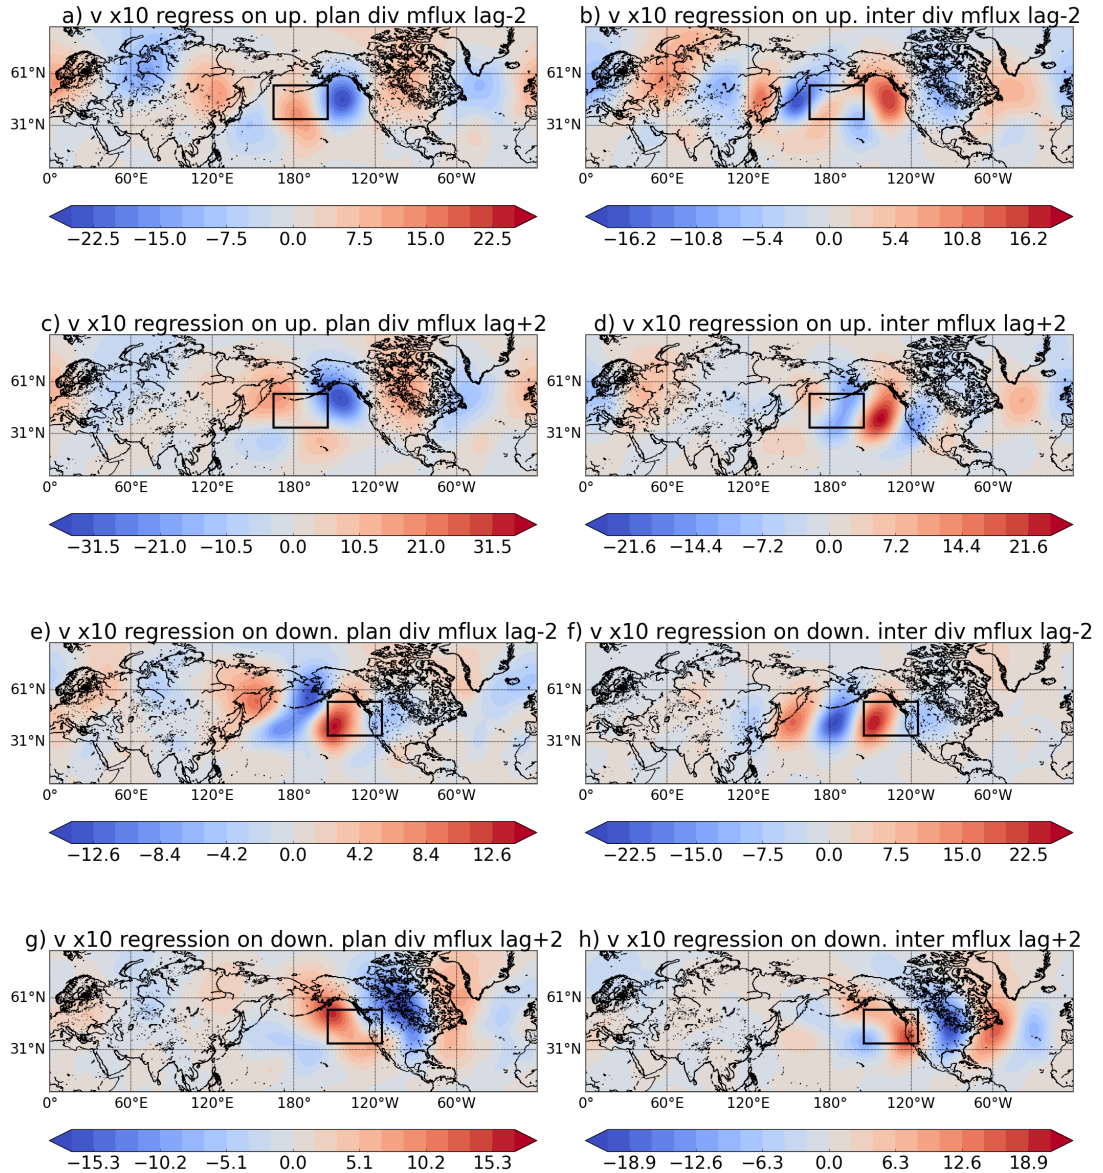 a) v x10 regress on up. plan div mflux lag-2
b) v x10 regression on up. inter div mflux lag-2
61°N
31°N
0° 60°E 120°E 180° 120°W 60°W
−22.5 −15.0 −7.5 0.0 7.5 15.0 22.5
61°N
31°N
0° 60°E 120°E 180° 120°W 60°W
−16.2 −10.8 −5.4 0.0 5.4 10.8 16.2
c) v x10 regression on up. plan div mflux lag+2
d) v x10 regression on up. inter mflux lag+2
61°N
31°N
0° 60°E 120°E 180° 120°W 60°W
−31.5 −21.0 −10.5 0.0 10.5 21.0 31.5
61°N
31°N
0° 60°E 120°E 180° 120°W 60°W
−21.6 −14.4 −7.2 0.0 7.2 14.4 21.6
e) v x10 regression on down. plan div mflux lag-2
f) v x10 regression on down. inter div mflux lag-2
61°N
31°N
0° 60°E 120°E 180° 120°W 60°W
−12.6 −8.4 −4.2 0.0 4.2 8.4 12.6
61°N
31°N
0° 60°E 120°E 180° 120°W 60°W
−22.5 −15.0 −7.5 0.0 7.5 15.0 22.5
g) v x10 regression on down. plan div mflux lag+2
h) v x10 regression on down. inter mflux lag+2
61°N
31°N
0° 60°E 120°E 180° 120°W 60°W
−15.3 −10.2 −5.1 0.0 5.1 10.2 15.3
61°N
31°N
0° 60°E 120°E 180° 120°W 60°W
−18.9 −12.6 −6.3 0.0 6.3 12.6 18.9